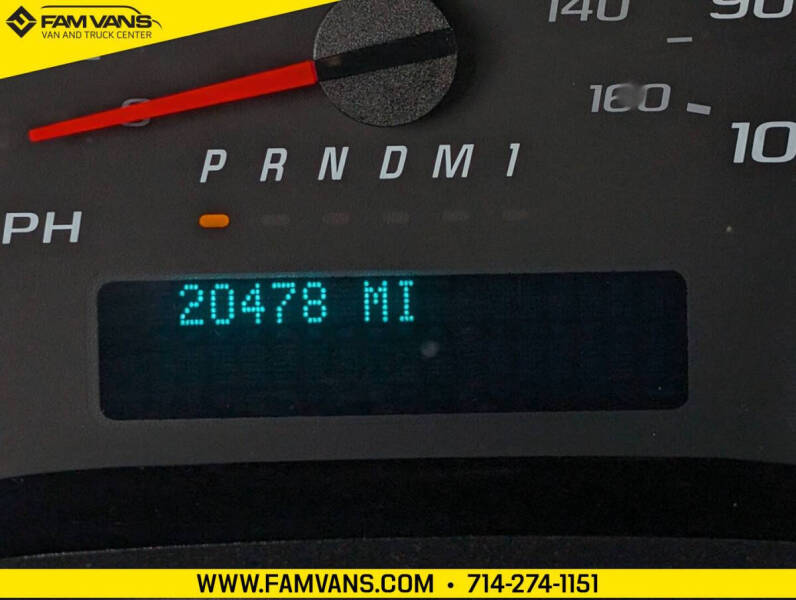 FAM VANS
VAN AND TRUCK CENTER
140
90
160
10
P R N D M 1
PH
20478 MI
WWW.FAMVANS.COM • 714-274-1151